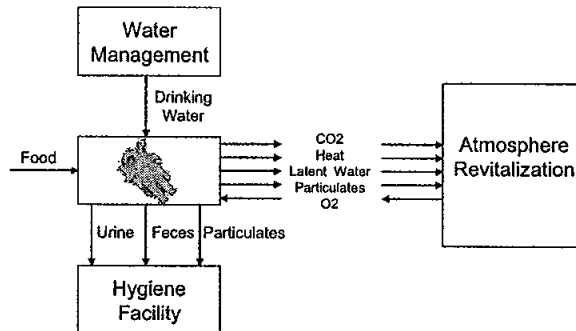 Water
Management
Drinking
Water
Food
CO2
Heat
Latent Water
Particulates
O2
Atmosphere
Revitalization
Urine
Feces
Particulates
Hygiene
Facility